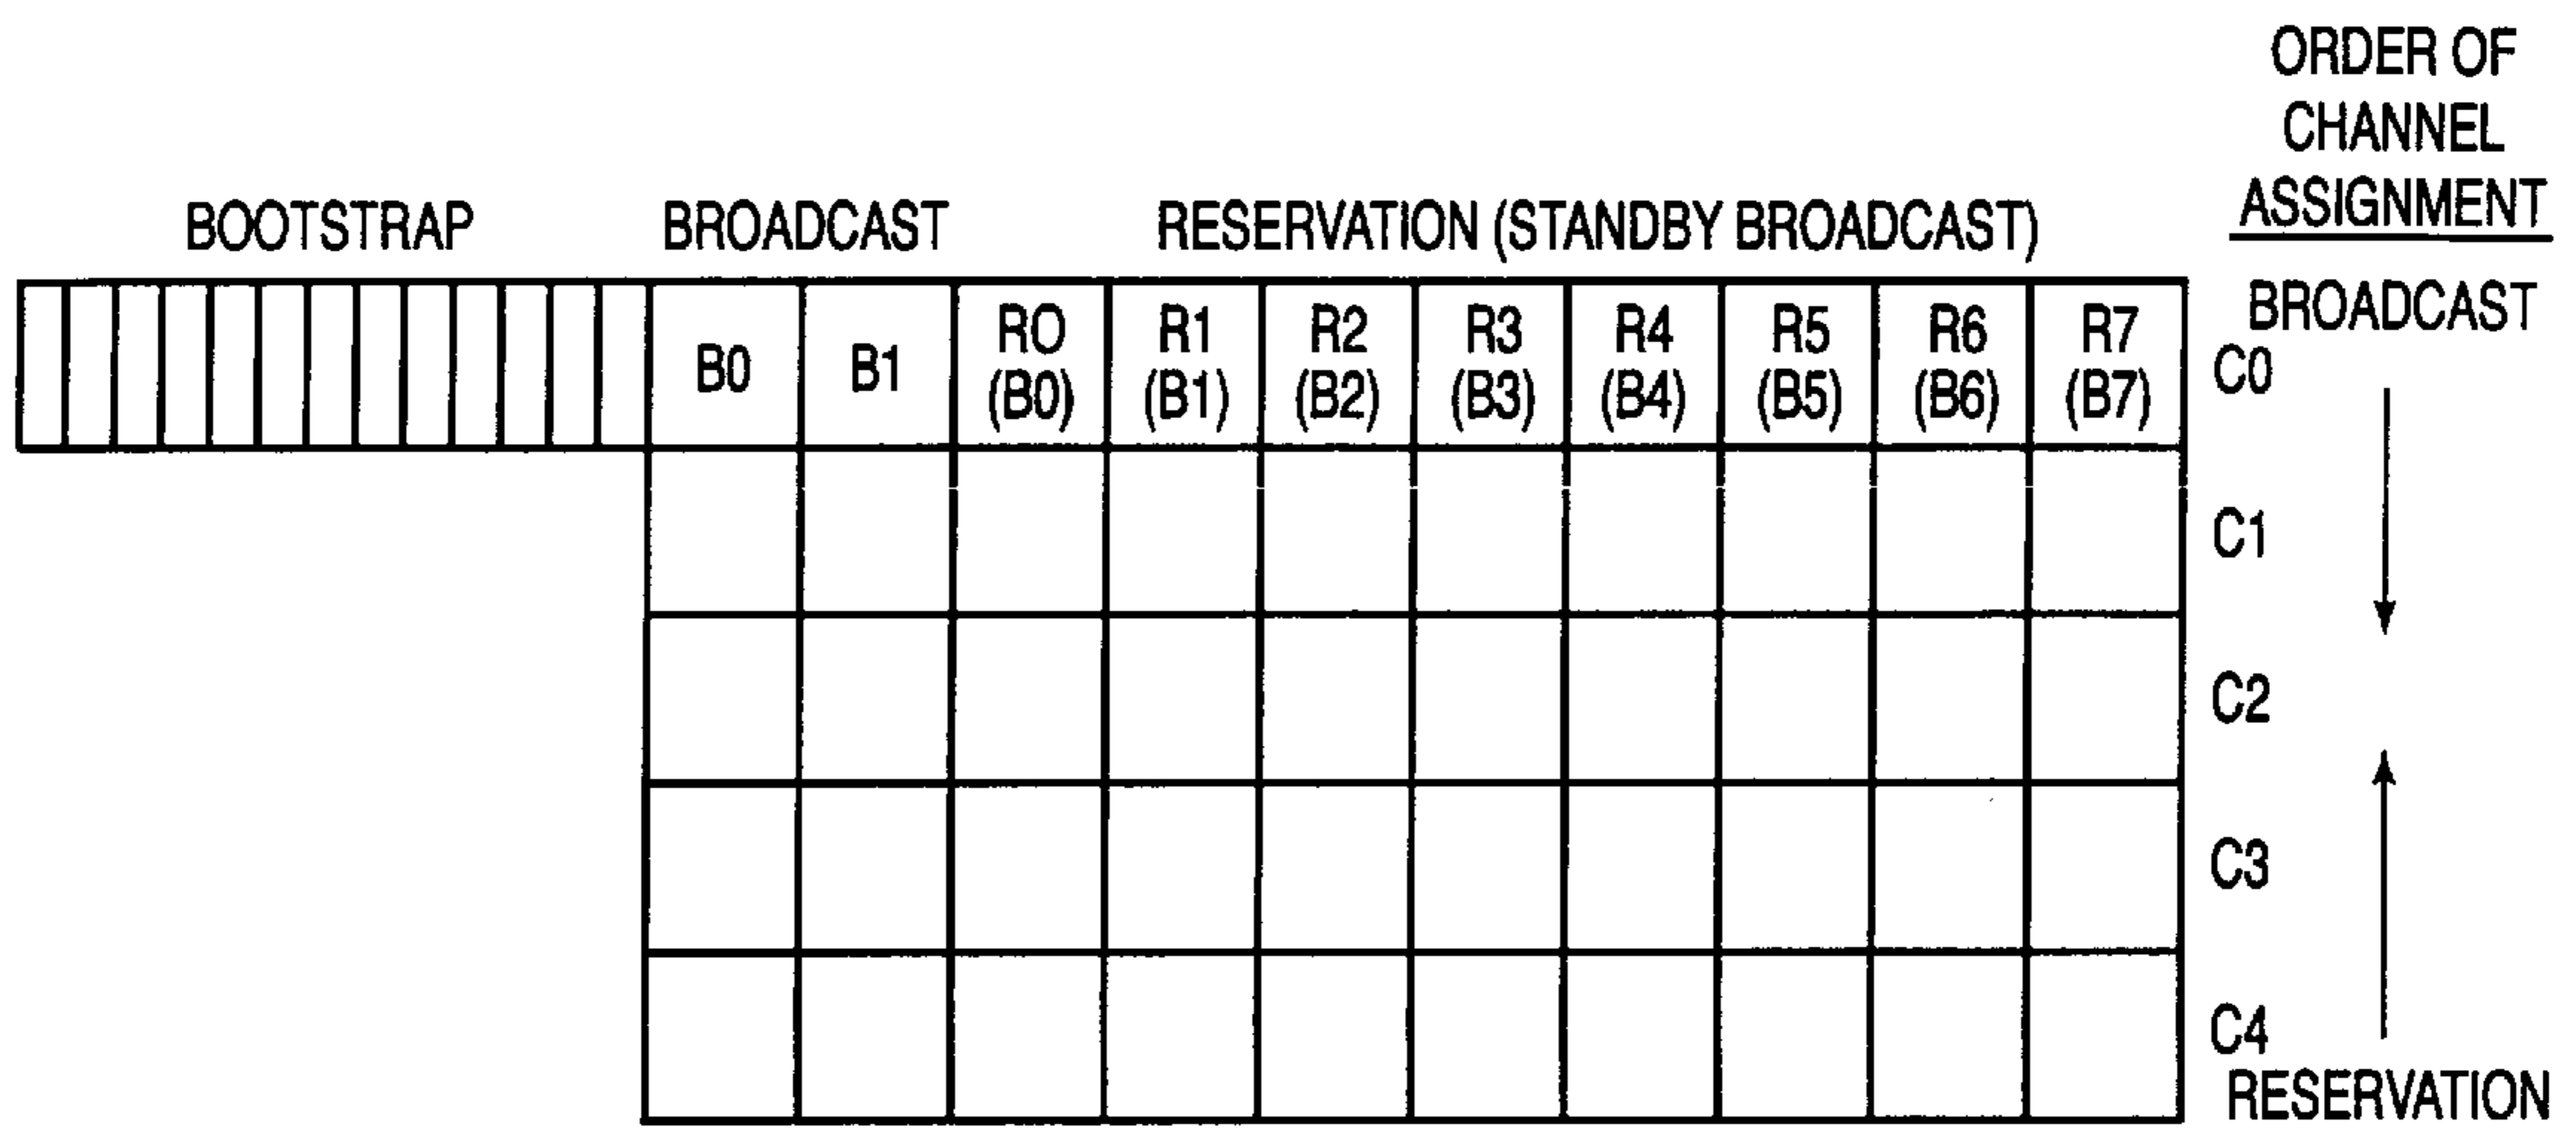 ORDER OF
CHANNEL
ASSIGNMENT
BOOTSTRAP BROADCAST RESERVATION (STANDBY BROADCAST)
BROADCAST
B0 B1 RO (B0) R1 (B1) R2 (B2) R3 (B3) R4 (B4) R5 (B5) R6 (B6) R7 (B7) C0
C1
C2
C3
C4
RESERVATION